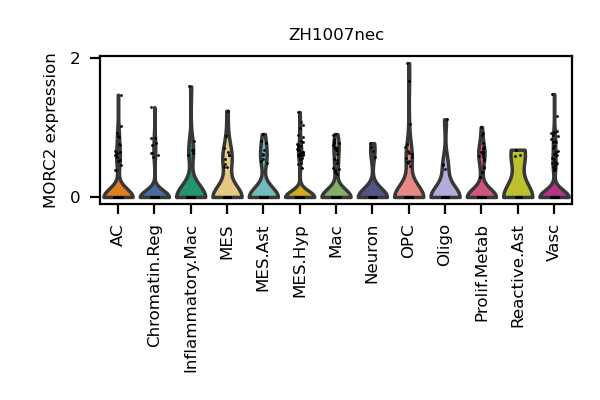 ZH1007nec
MORC2 expression
2
0
AC
Chromatin.Reg
Inflammatory.Mac
MES
MES.Ast
MES.Hyp
Mac
Neuron
OPC
Oligo
Prolif.Metab
Reactive.Ast
Vasc